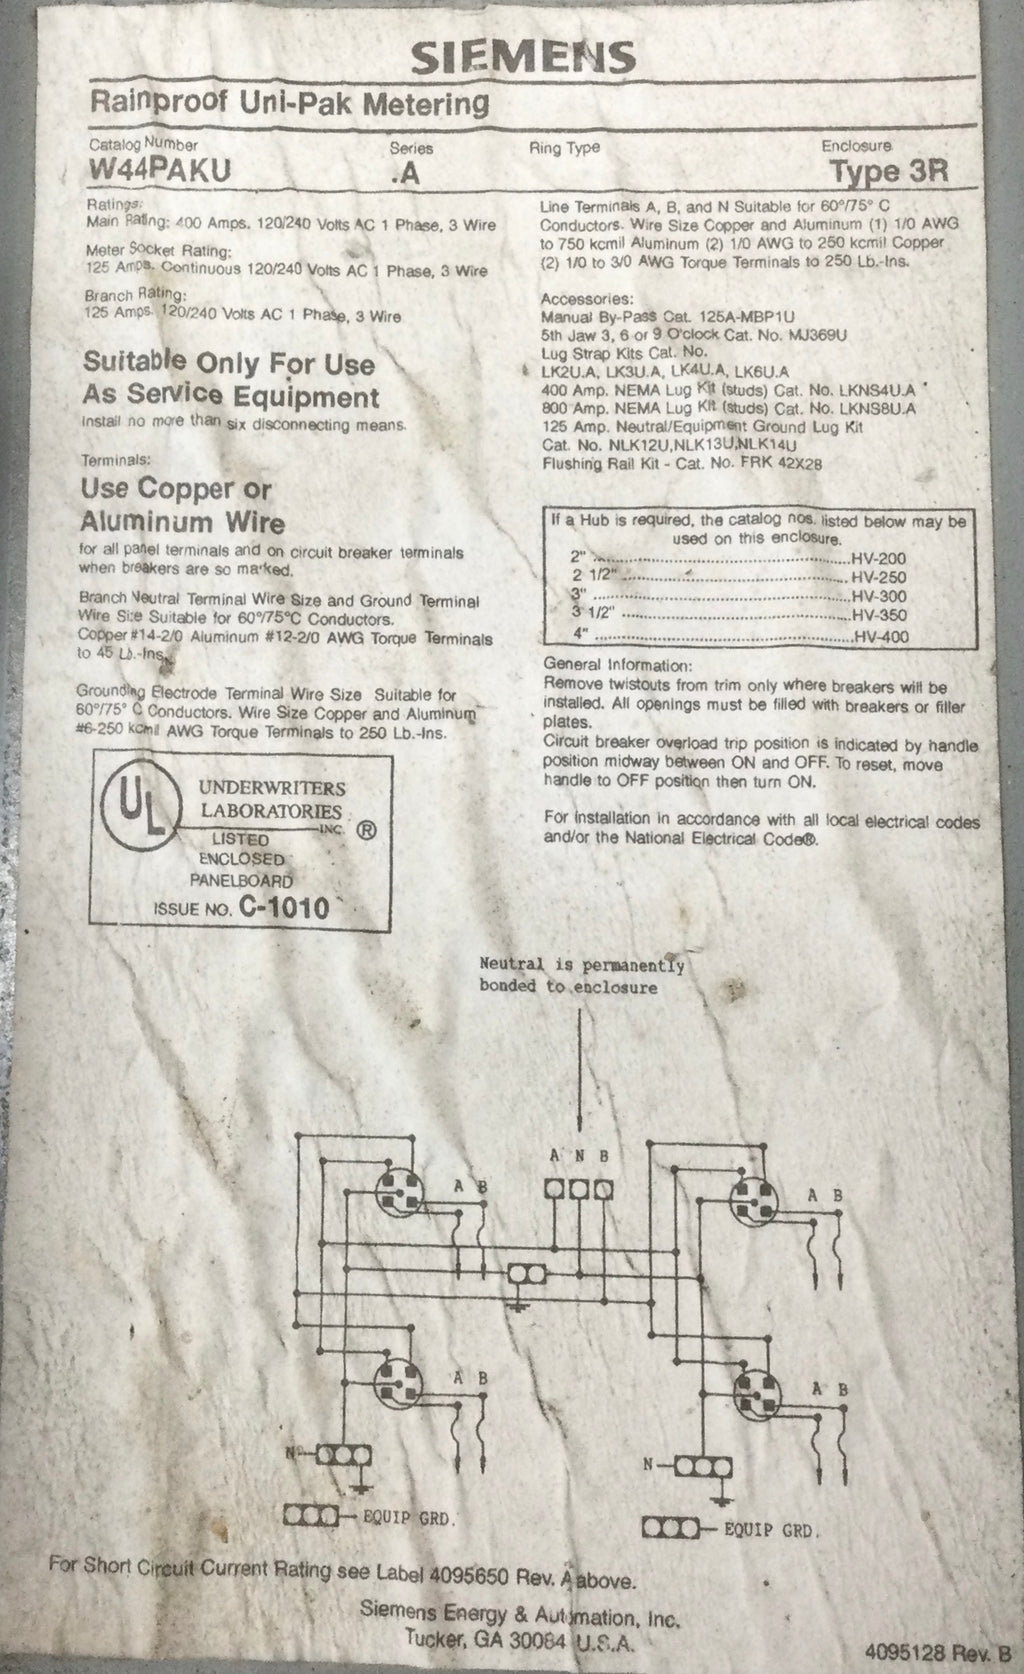 SIEMENS
Rainproof Uni-Pak Metering
Catalog Number
W44PAKU
Series
.A
Ring Type
Enclosure
Type 3R
Ratings:
Main Rating: 400 Amps. 120/240 Volts AC 1 Phase, 3 Wire
Meter Socket Rating:
125 Amps. Continuous 120/240 Volts AC 1 Phase, 3 Wire
Branch Rating:
125 Amps. 120/240 Volts AC 1 Phase, 3 Wire
Suitable Only For Use
As Service Equipment
Install no more than six disconnecting means.
Terminals:
Use Copper or
Aluminum Wire
for all panel terminals and on circuit breaker terminals
when breakers are so marked.
Branch Neutral Terminal Wire Size and Ground Terminal
Wire Size Suitable for 60°/75°C Conductors.
Copper #14-2/0 Aluminum #12-2/0 AWG Torque Terminals
to 45 Lb.-Ins.
Grounding Electrode Terminal Wire Size Suitable for
60°/75° C Conductors. Wire Size Copper and Aluminum
#6-250 kcmil AWG Torque Terminals to 250 Lb.-Ins.
UL
UNDERWRITERS
LABORATORIES
INC. ®
LISTED
ENCLOSED
PANELBOARD
ISSUE NO. C-1010
Line Terminals A, B, and N Suitable for 60°/75° C
Conductors. Wire Size Copper and Aluminum (1) 1/0 AWG
to 750 kcmil Aluminum (2) 1/0 AWG to 250 kcmil Copper
(2) 1/0 to 3/0 AWG Torque Terminals to 250 Lb.-Ins.
Accessories:
Manual By-Pass Cat. 125A-MBP1U
5th Jaw 3, 6 or 9 O'clock Cat. No. MJ369U
Lug Strap Kits Cat. No.
LK2U.A, LK3U.A, LK4U.A, LK6U.A
400 Amp. NEMA Lug Kit (studs) Cat. No. LKNS4U.A
800 Amp. NEMA Lug Kit (studs) Cat. No. LKNS8U.A
125 Amp. Neutral/Equipment Ground Lug Kit
Cat. No. NLK12U,NLK13U,NLK14U
Flushing Rail Kit - Cat. No. FRK 42X28
If a Hub is required, the catalog nos. listed below may be
used on this enclosure.
2" ........................................HV-200
2 1/2" ........................................HV-250
3" ........................................HV-300
3 1/2" ........................................HV-350
4" ........................................HV-400
General Information:
Remove twistouts from trim only where breakers will be
installed. All openings must be filled with breakers or filler
plates.
Circuit breaker overload trip position is indicated by handle
position midway between ON and OFF. To reset, move
handle to OFF position then turn ON.
For installation in accordance with all local electrical codes
and/or the National Electrical Code®.
Neutral is permanently
bonded to enclosure
A N B
A B
A B
A B
A B
N
N
EQUIP GRD.
EQUIP GRD.
For Short Circuit Current Rating see Label 4095650 Rev. A above.
Siemens Energy & Automation, Inc.
Tucker, GA 30084 U.S.A.
4095128 Rev. B